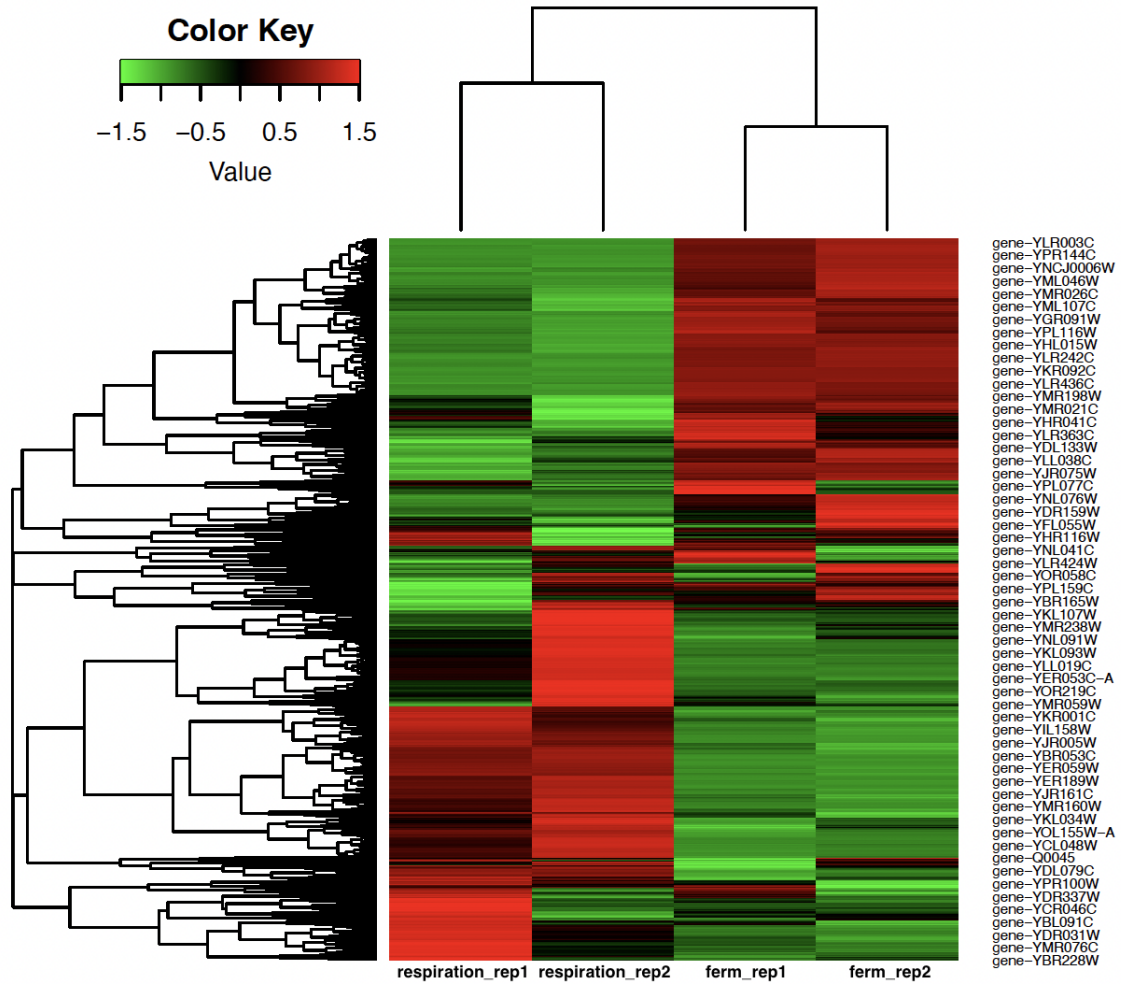 Color Key
−1.5 −0.5 0.5 1.5
Value
gene−YLR003C
gene−YPR144C
gene−YNCJ0006W
gene−YML046W
gene−YMR026C
gene−YML107C
gene−YGR091W
gene−YPL116W
gene−YHL015W
gene−YLR242C
gene−YKR092C
gene−YLR436C
gene−YMR198W
gene−YMR021C
gene−YHR041C
gene−YLR363C
gene−YDL133W
gene−YLL038C
gene−YJR075W
gene−YPL077C
gene−YNL076W
gene−YDR159W
gene−YFL055W
gene−YHR116W
gene−YNL041C
gene−YLR424W
gene−YOR058C
gene−YPL159C
gene−YBR165W
gene−YKL107W
gene−YMR238W
gene−YNL091W
gene−YKL093W
gene−YLL019C
gene−YER053C−A
gene−YOR219C
gene−YMR059W
gene−YKR001C
gene−YIL158W
gene−YJR005W
gene−YBR053C
gene−YER059W
gene−YER189W
gene−YJR161C
gene−YMR160W
gene−YKL034W
gene−YOL155W−A
gene−YCL048W
gene−Q0045
gene−YDL079C
gene−YPR100W
gene−YDR337W
gene−YCR046C
gene−YBL091C
gene−YDR031W
gene−YMR076C
gene−YBR228W
respiration_rep1 respiration_rep2 ferm_rep1 ferm_rep2